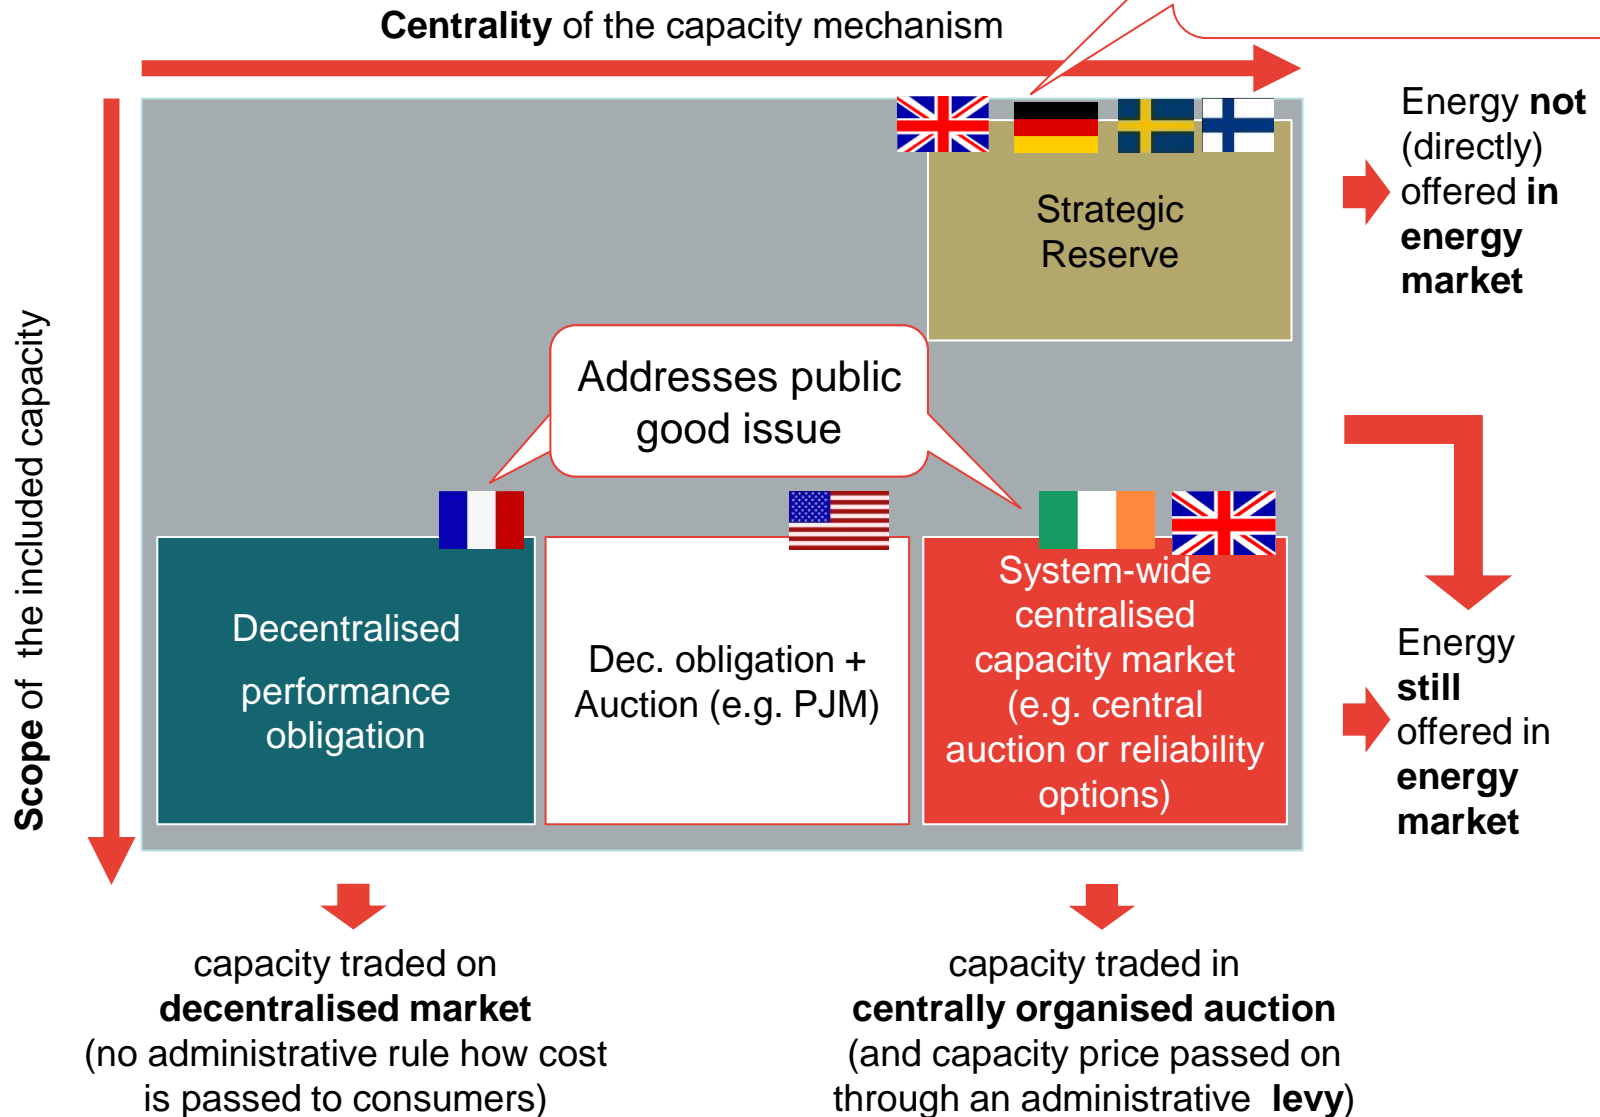 Centrality of the capacity mechanism
Energy not
(directly)
offered in
energy
market
Strategic
Reserve
Scope of the included capacity
Addresses public
good issue
Decentralised
performance
obligation
Dec. obligation +
Auction (e.g. PJM)
System-wide
centralised
capacity market
(e.g. central
auction or reliability
options)
Energy
still
offered in
energy
market
capacity traded on
decentralised market
(no administrative rule how cost
is passed to consumers)
capacity traded in
centrally organised auction
(and capacity price passed on
through an administrative levy)